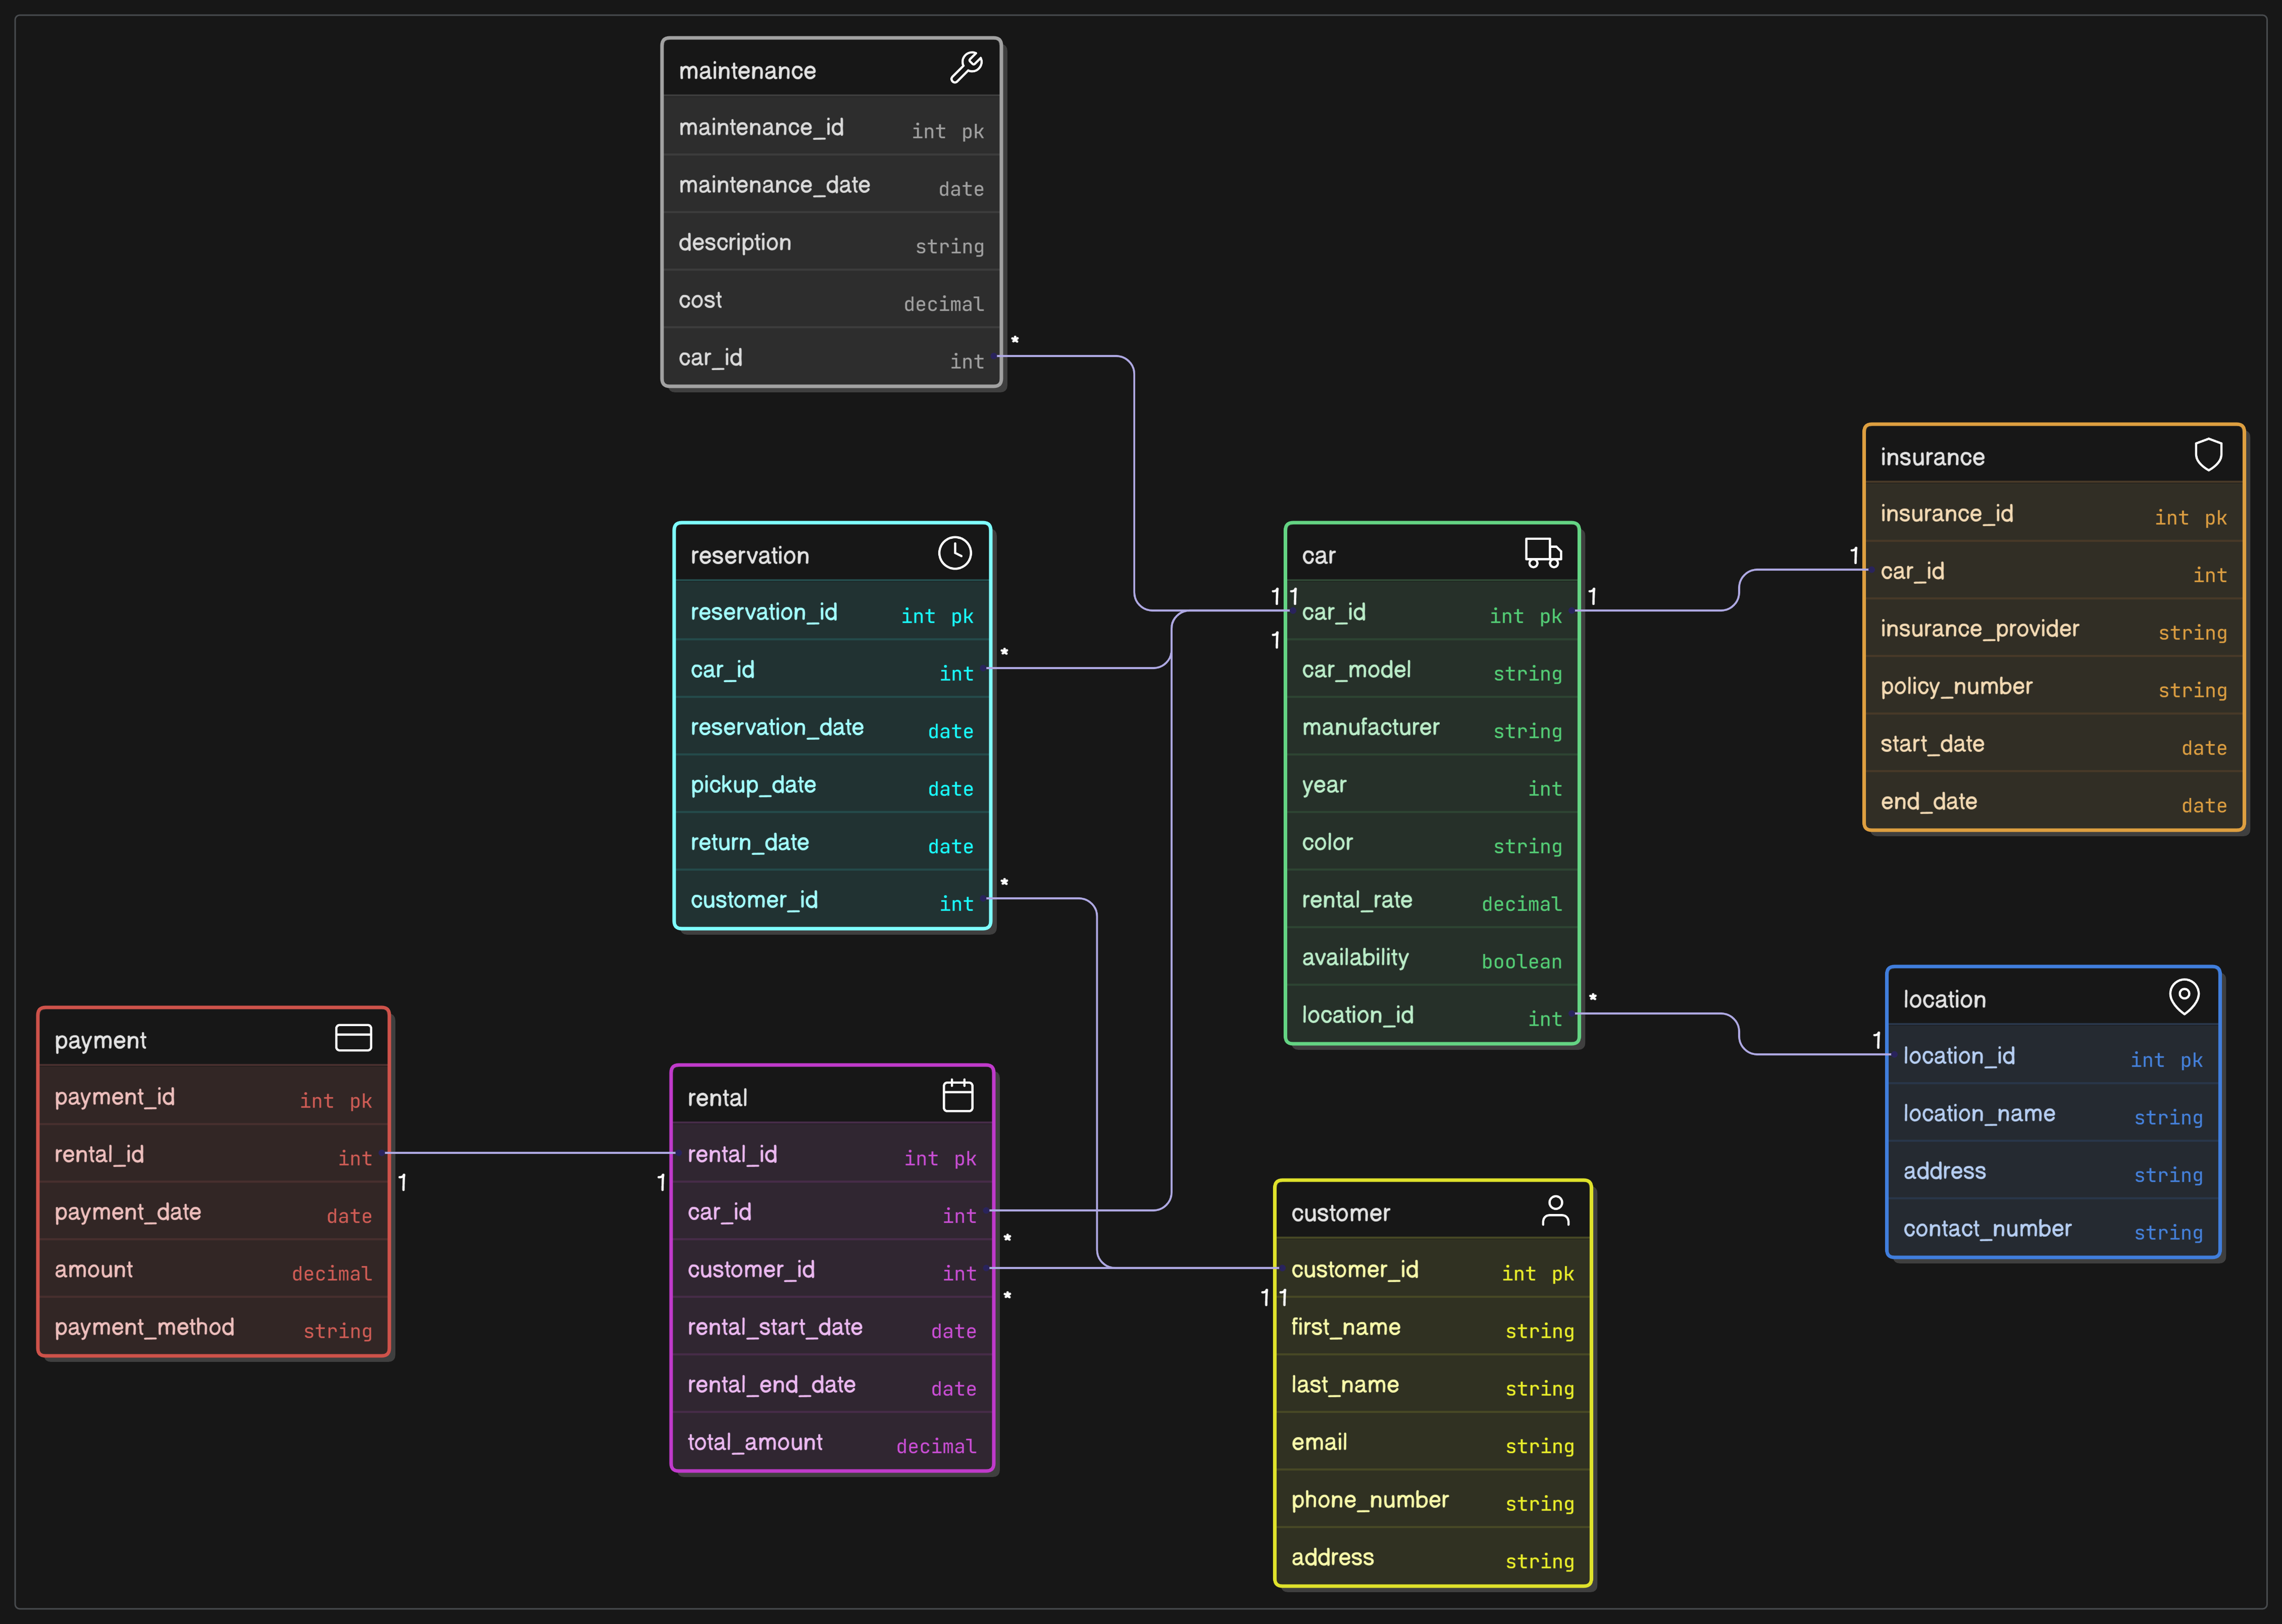 maintenance
maintenance_id int pk
maintenance_date date
description string
cost decimal
car_id int
*
reservation
reservation_id int pk
car_id int
reservation_date date
pickup_date date
return_date date
customer_id int
*
*
car
car_id int pk
car_model string
manufacturer string
year int
color string
rental_rate decimal
availability boolean
location_id int
1 1
1
1
*
insurance
insurance_id int pk
car_id int
insurance_provider string
policy_number string
start_date date
end_date date
1
payment
payment_id int pk
rental_id int
payment_date date
amount decimal
payment_method string
1
rental
rental_id int pk
car_id int
customer_id int
rental_start_date date
rental_end_date date
total_amount decimal
1
*
*
customer
customer_id int pk
first_name string
last_name string
email string
phone_number string
address string
1 1
location
location_id int pk
location_name string
address string
contact_number string
1